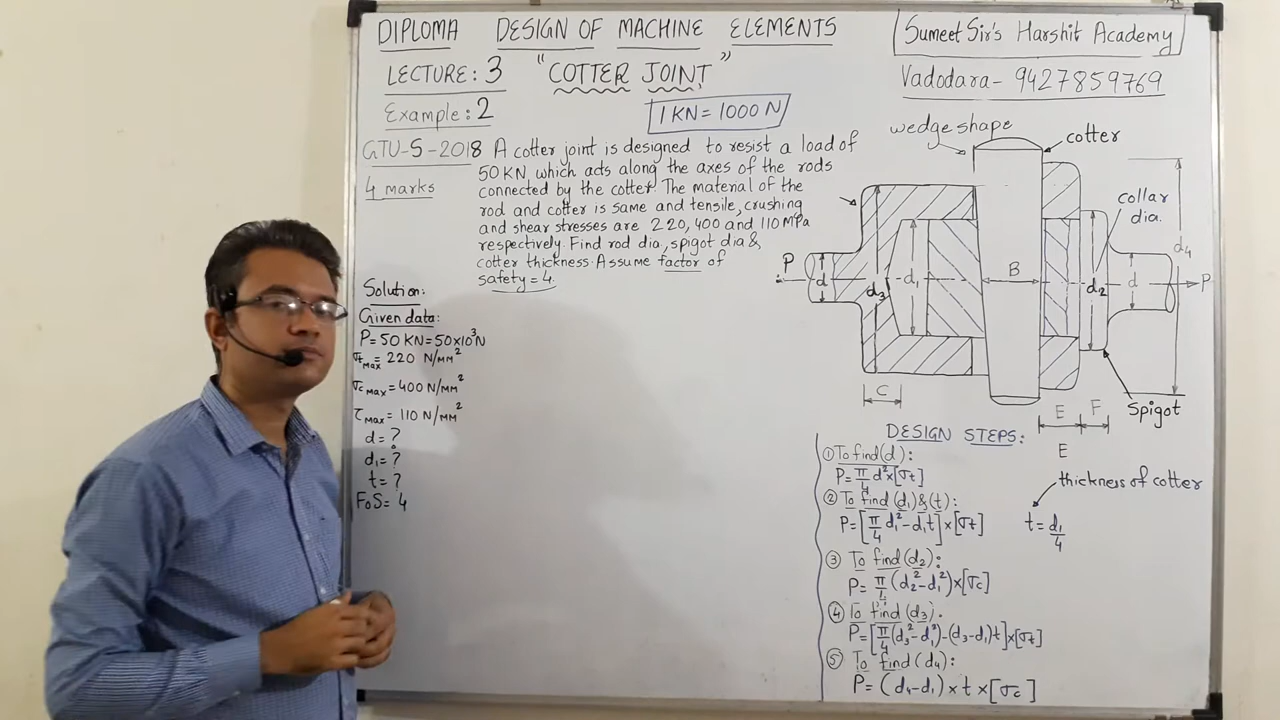 DIPLOMA DESIGN OF MACHINE ELEMENTS
LECTURE: 3 "COTTER JOINT"
Example: 2
1 KN = 1000 N
Sumeet Sir's Harshit Academy
Vadodara - 9427859769
GTU-S-2018 A cotter joint is designed to resist a load of
4 marks
50 KN, which acts along the axes of the rods
connected by the cotter. The material of the
rod and cotter is same and tensile, crushing
and shear stresses are 220, 400 and 110 MPa
respectively. Find rod dia, spigot dia &
cotter thickness. Assume factor of
safety = 4.
Solution:
Given data:
P = 50 KN = 50×10³ N
σt max = 220 N/MM²
σc max = 400 N/MM²
τ max = 110 N/MM²
d = ?
d₁ = ?
t = ?
FoS = 4
wedge shape
cotter
collar
dia.
P
d
d₃
d₁
B
d₂
d
d₄
P
C
E
F
Spigot
E
DESIGN STEPS:
① To find (d):
P = π/4 d² × [σt]
② To find (d₁) & (t):
P = [π/4 d₁² - d₁t] × [σt]
thickness of cotter
t = d₁/4
③ To find (d₂):
P = π/4 (d₂² - d₁²) × [σc]
④ To find (d₃).
P = [π/4 (d₃² - d₁²) - (d₃ - d₁) t] × [σt]
⑤ To find (d₄):
P = (d₄ - d₁) × t × [σc]